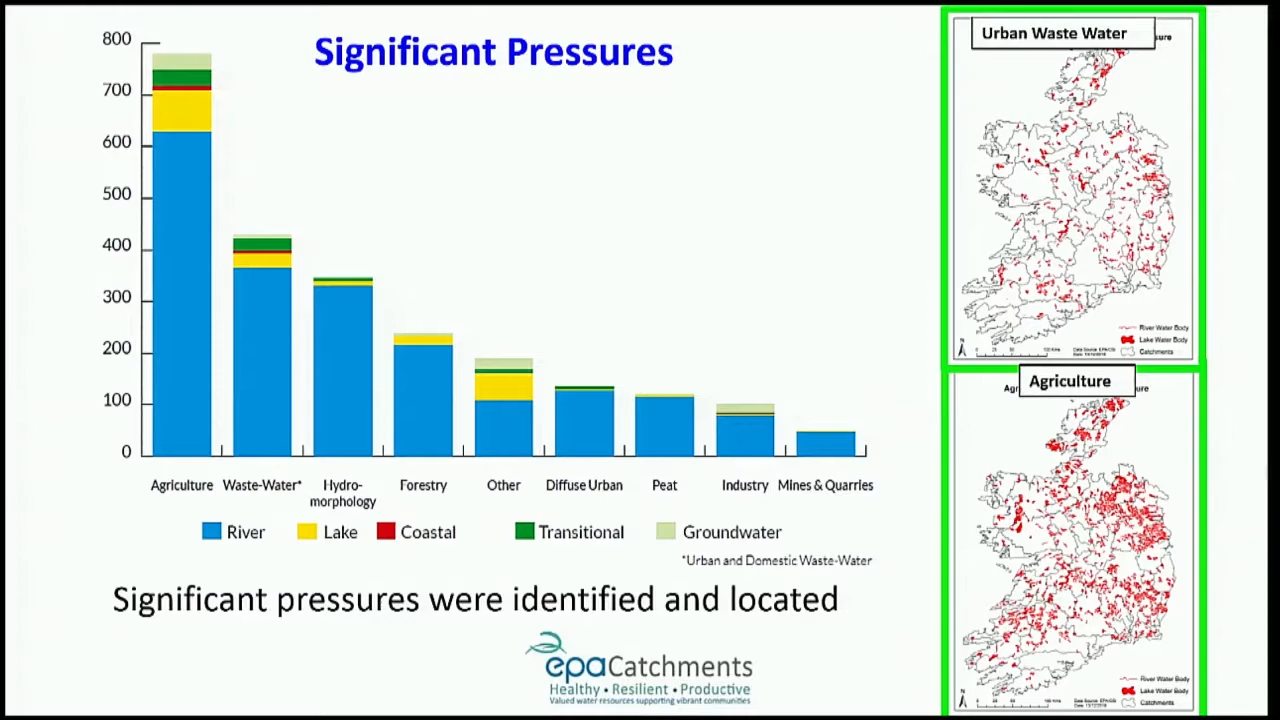 Significant Pressures
800
700
600
500
400
300
200
100
0
Agriculture
Waste-Water*
Hydro-
morphology
Forestry
Other
Diffuse Urban
Peat
Industry
Mines & Quarries
River
Lake
Coastal
Transitional
Groundwater
*Urban and Domestic Waste-Water
Significant pressures were identified and located
epaCatchments
Healthy • Resilient • Productive
Valued water resources supporting vibrant communities
Urban Waste Water
River Water Body
Lake Water Body
Catchments
N
Agriculture
River Water Body
Lake Water Body
Catchments
N